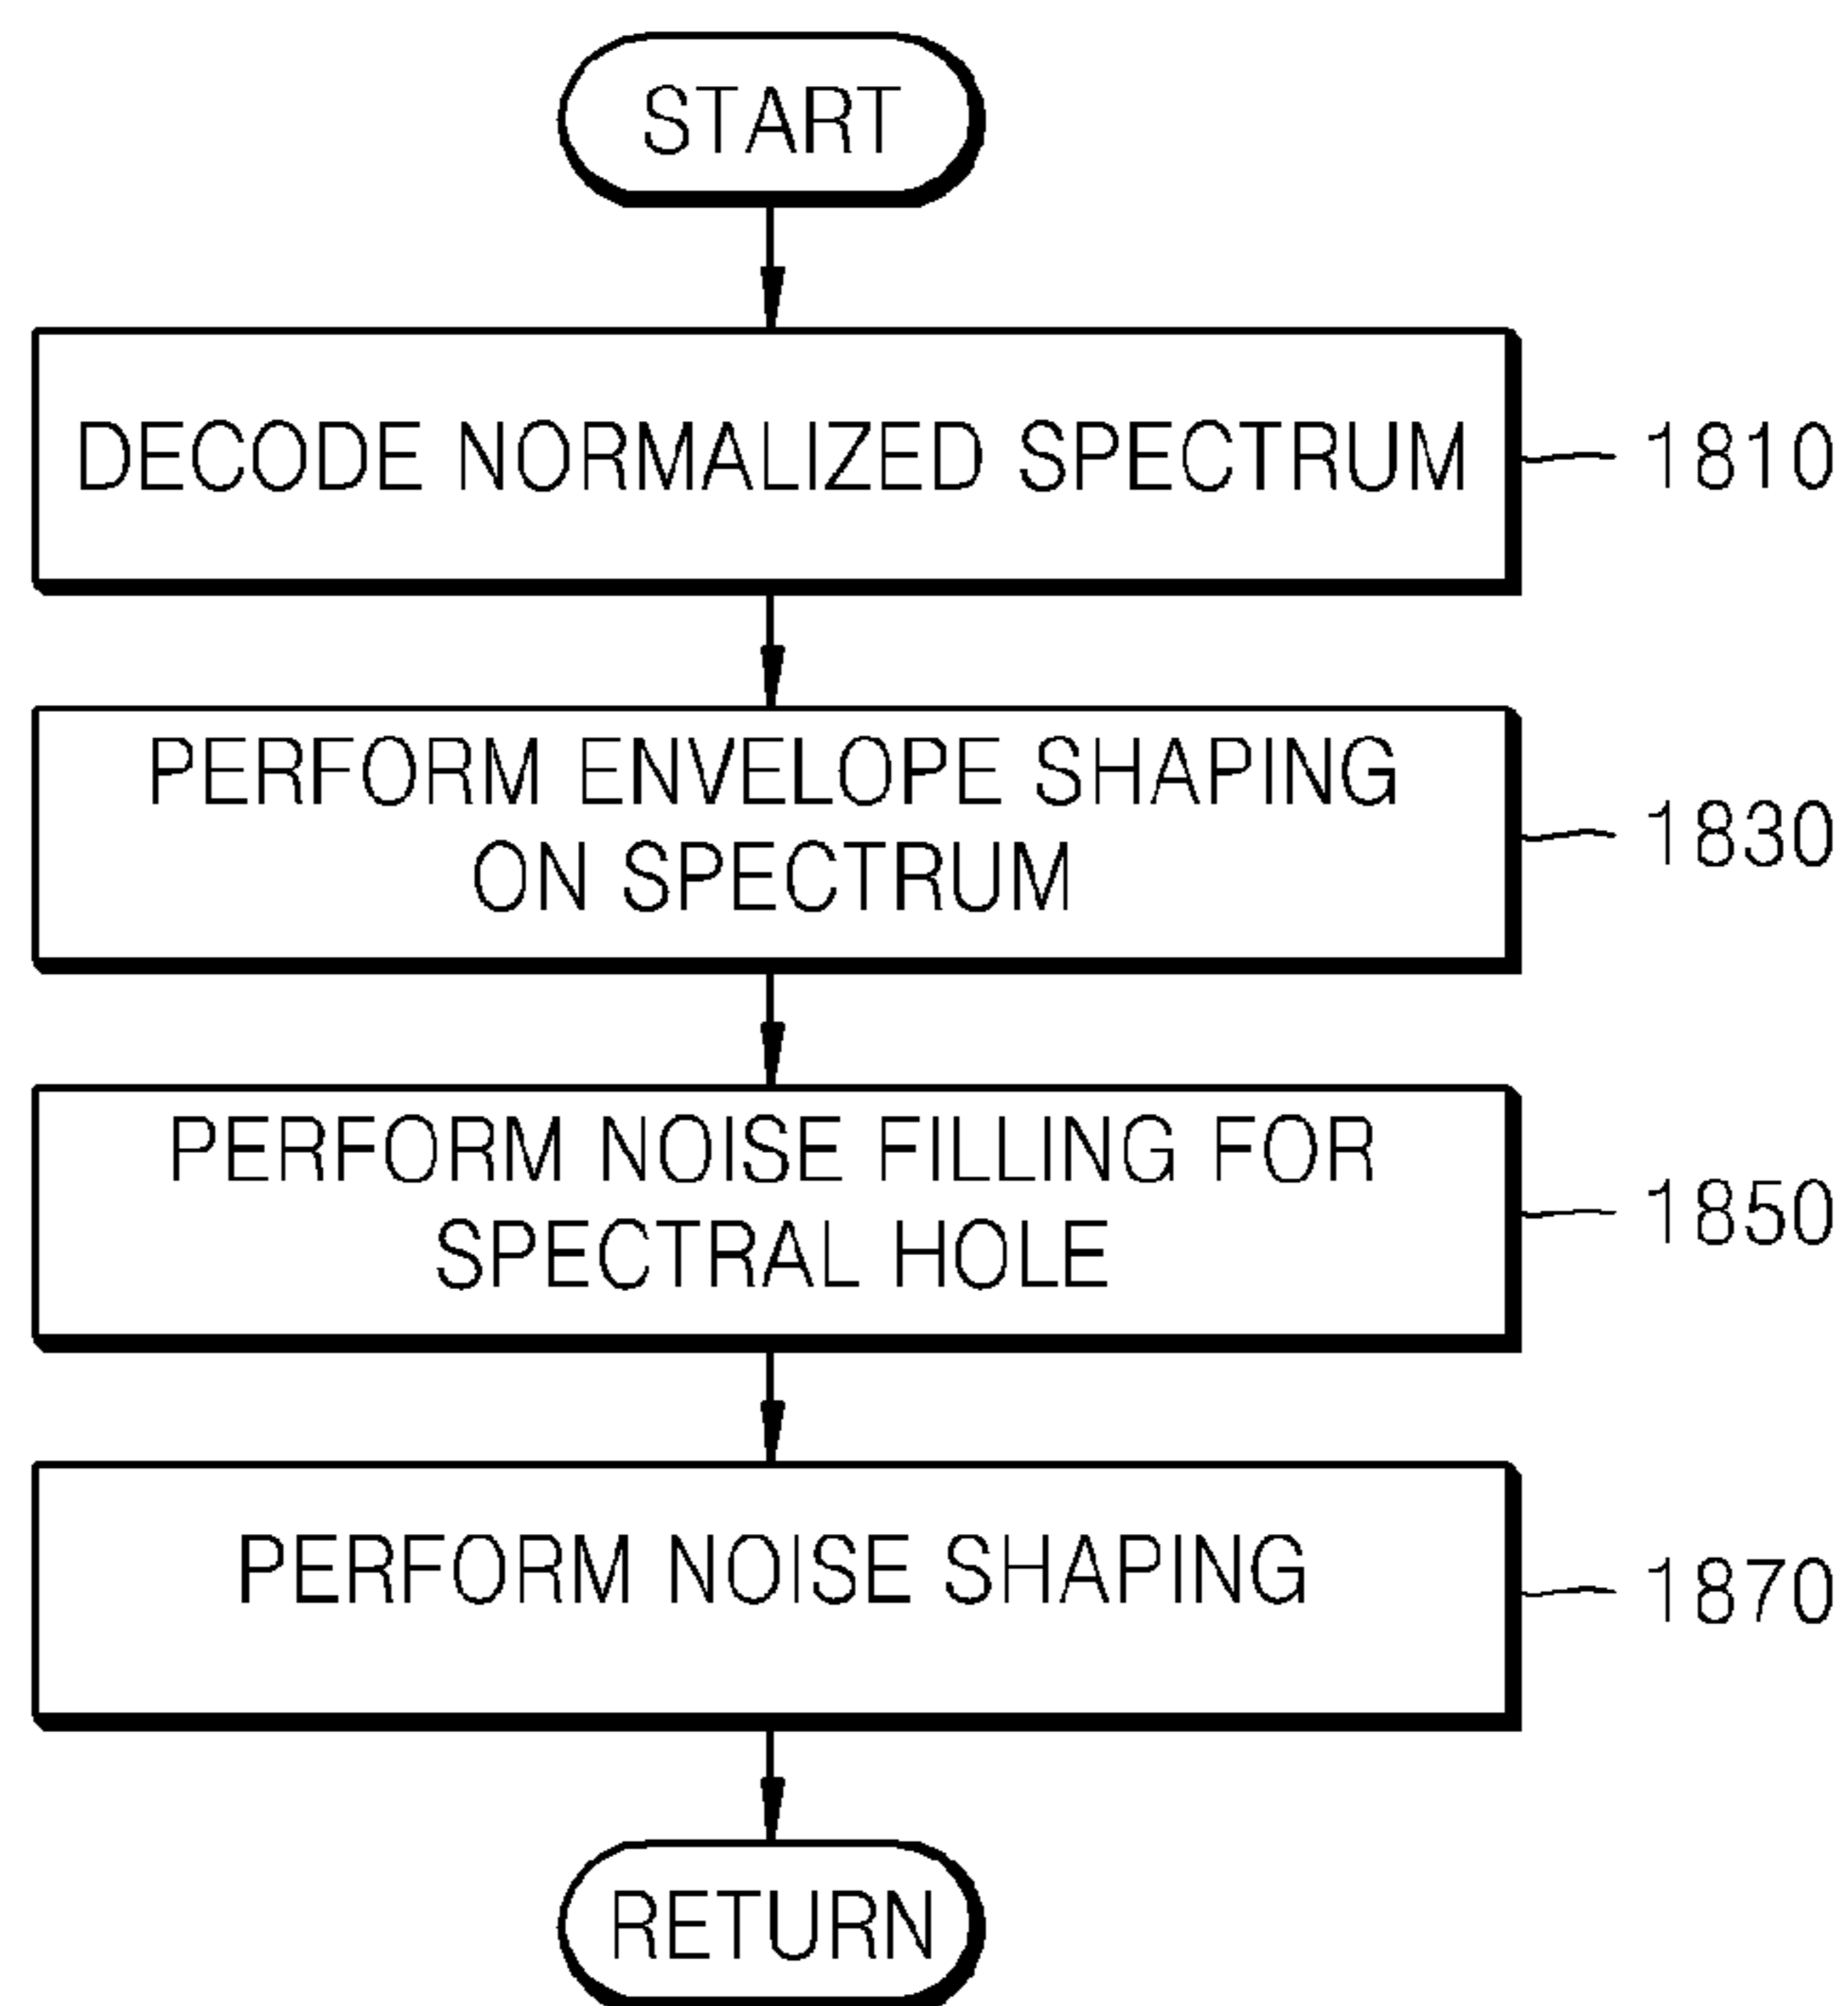 START
DECODE NORMALIZED SPECTRUM
1810
PERFORM ENVELOPE SHAPING
ON SPECTRUM
1830
PERFORM NOISE FILLING FOR
SPECTRAL HOLE
1850
PERFORM NOISE SHAPING
1870
RETURN